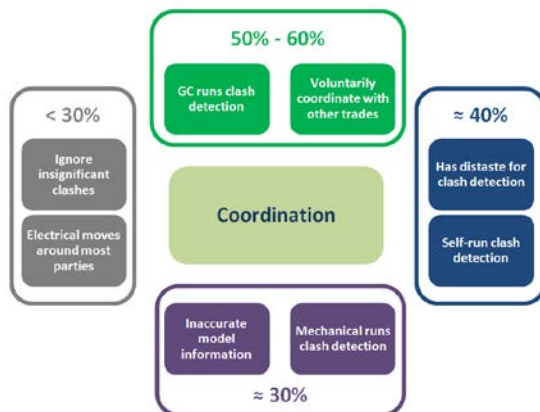 50% - 60%
GC runs clash
detection
Voluntarily
coordinate with
other trades
< 30%
Ignore
insignificant
clashes
Electrical moves
around most
parties
Coordination
≈ 40%
Has distaste for
clash detection
Self-run clash
detection
Inaccurate
model
information
Mechanical runs
clash detection
≈ 30%